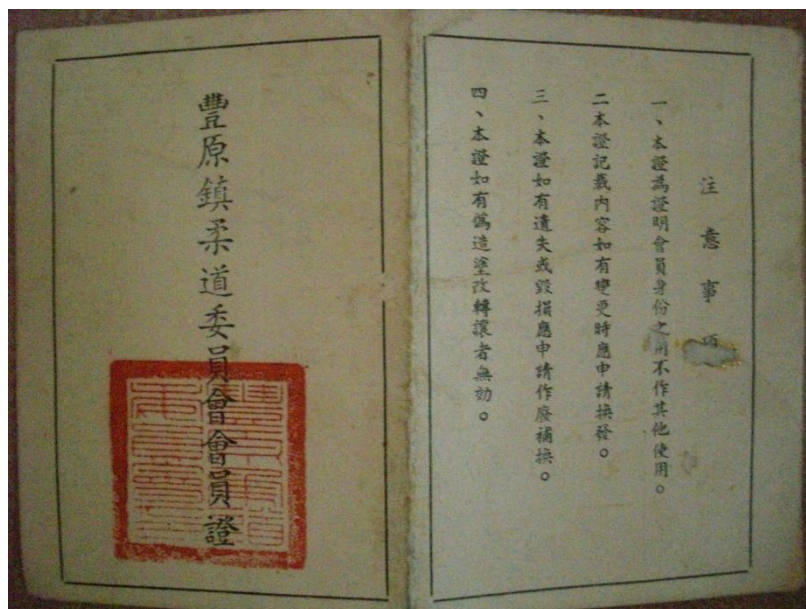 注意事項
一、本證為證明會員身份之用不作其他使用。
二本證記載內容如有變更時應申請換發。
三、本證如有遺失或毀損應申請作廢補換。
四、本證如有偽造塗改轉讓者無効。
豐原鎮柔道委員會會員證